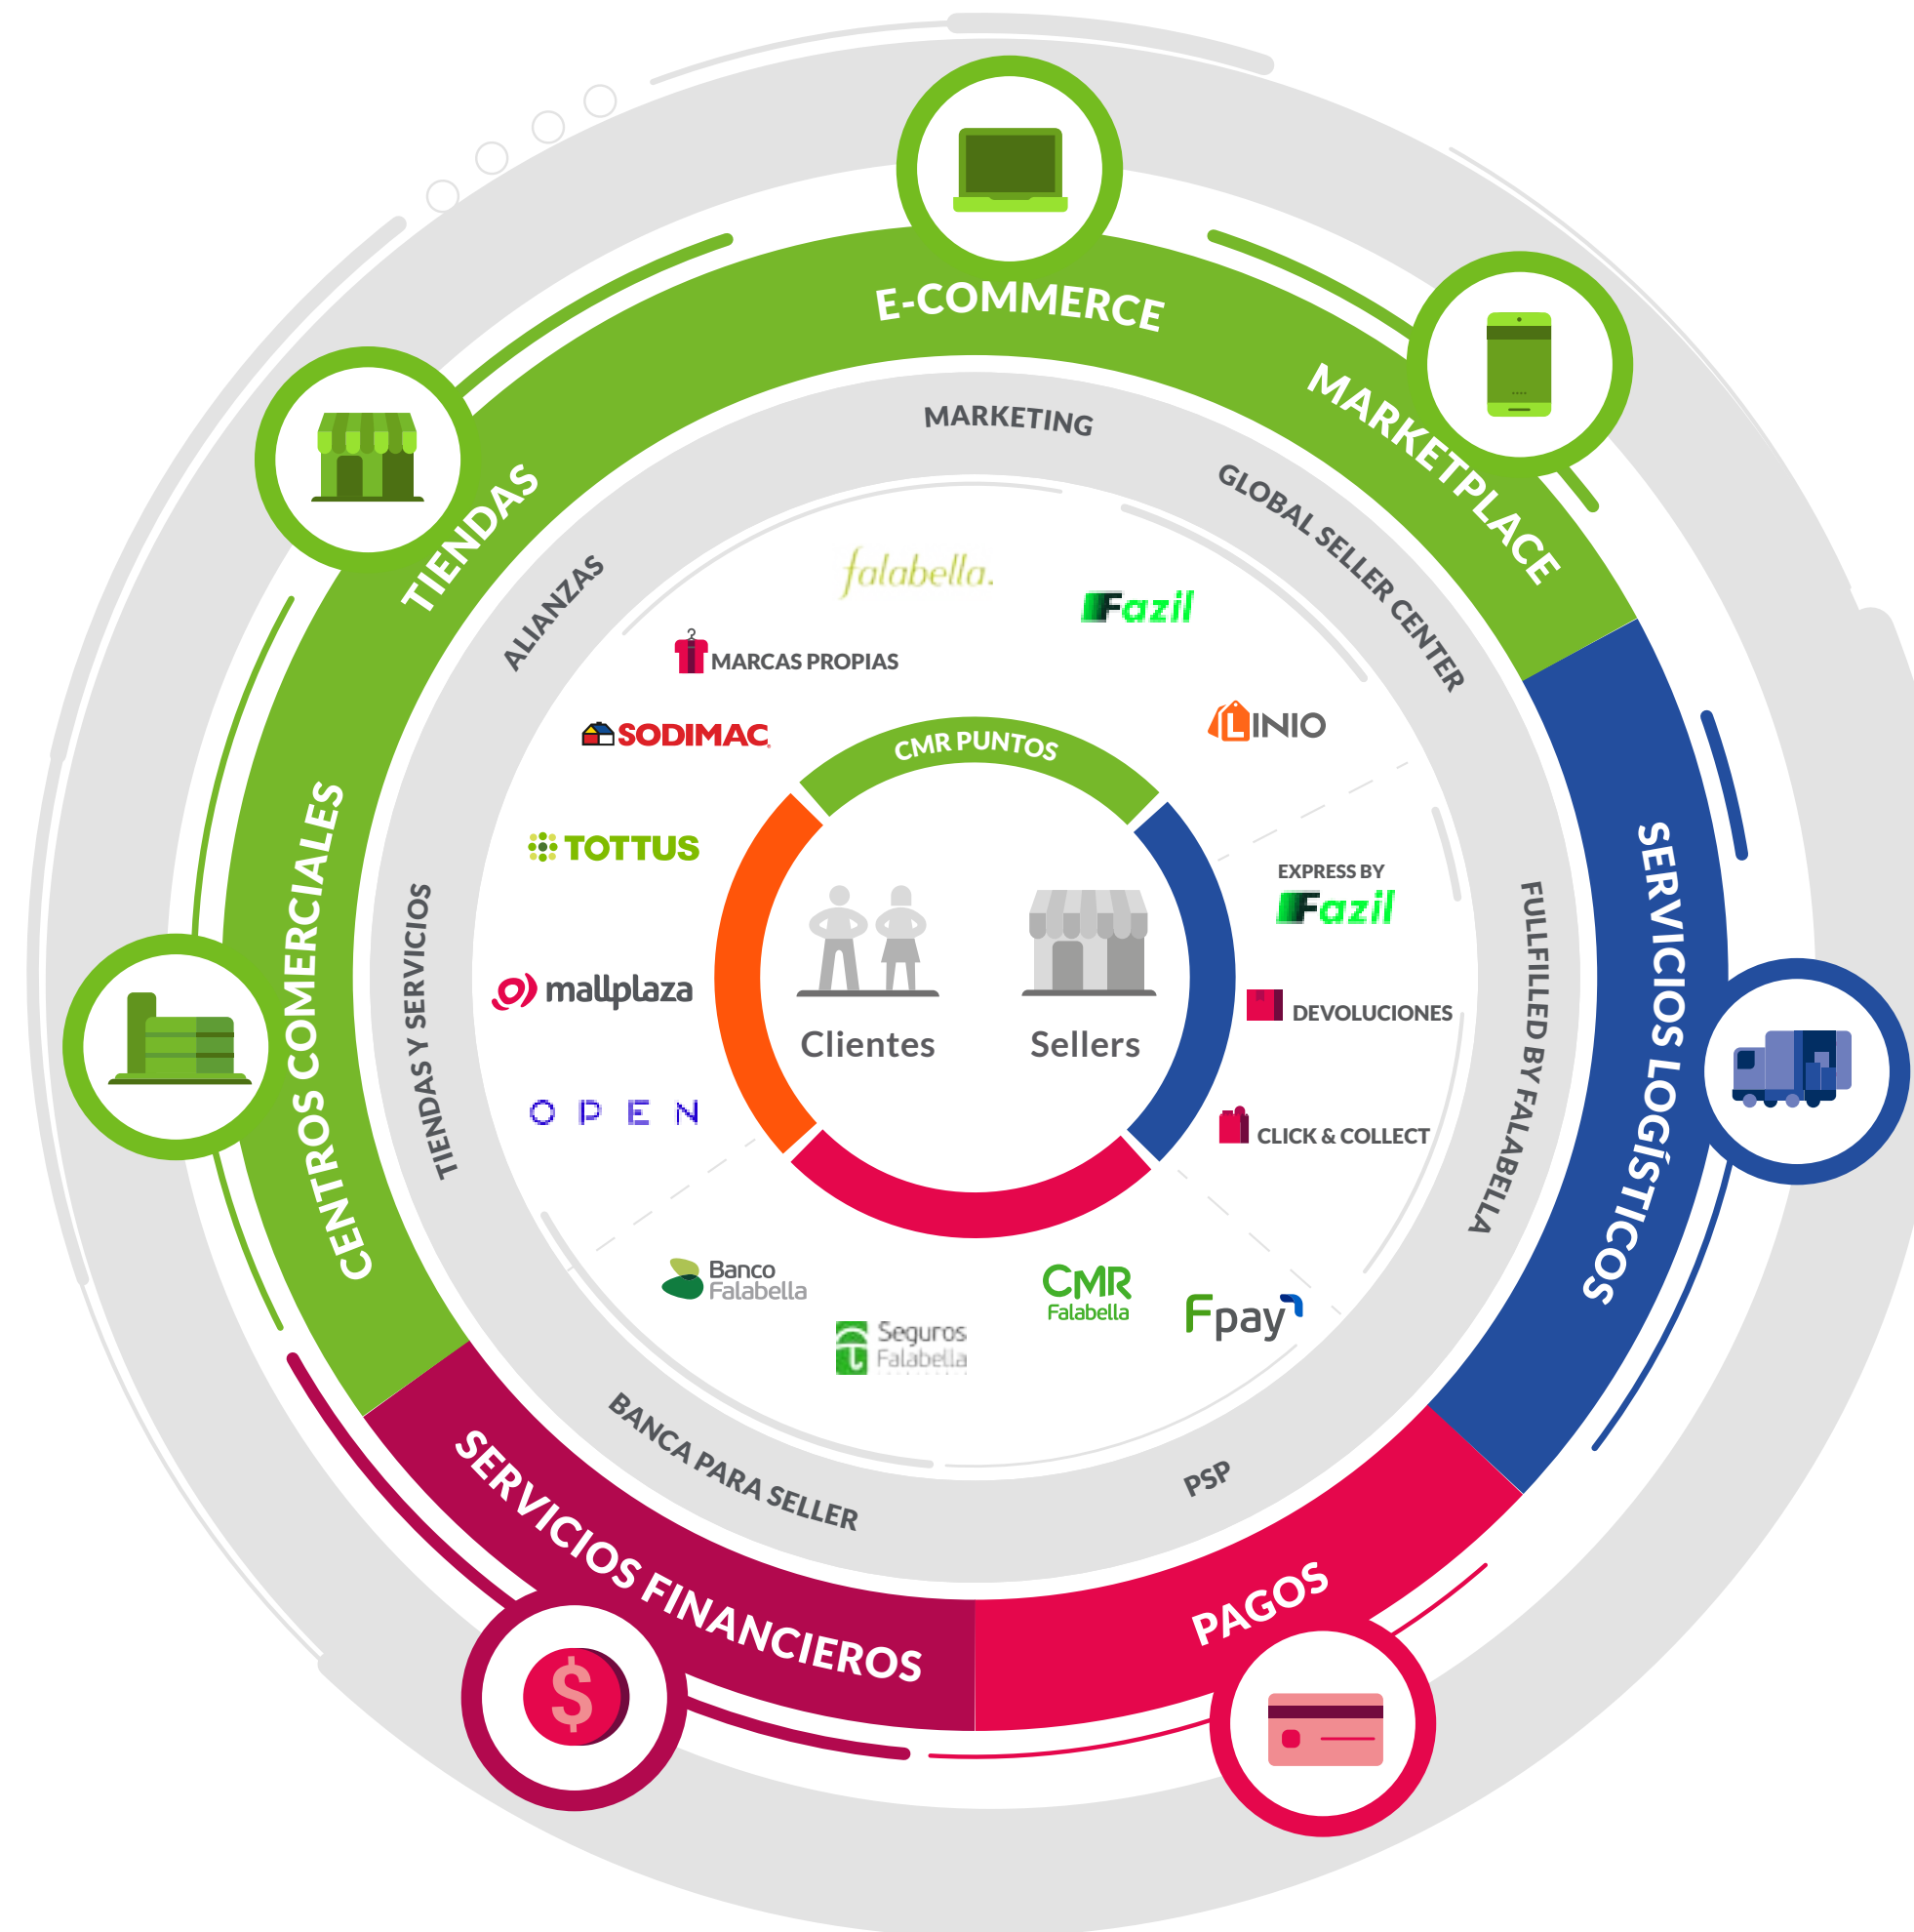 E-COMMERCE
MARKETPLACE
TIENDAS
CENTROS COMERCIALES
SERVICIOS LOGÍSTICOS
SERVICIOS FINANCIEROS
PAGOS
$
MARKETING
GLOBAL SELLER CENTER
ALIANZAS
TIENDAS Y SERVICIOS
FULLFILLED BY FALABELLA
BANCA PARA SELLER
PSP
falabella.
Fazil
MARCAS PROPIAS
SODIMAC
LINIO
CMR PUNTOS
TOTTUS
EXPRESS BY
Fazil
mallplaza
DEVOLUCIONES
Clientes
Sellers
OPEN
CLICK & COLLECT
Banco
Falabella
CMR
Falabella
Fpay
Seguros
Falabella